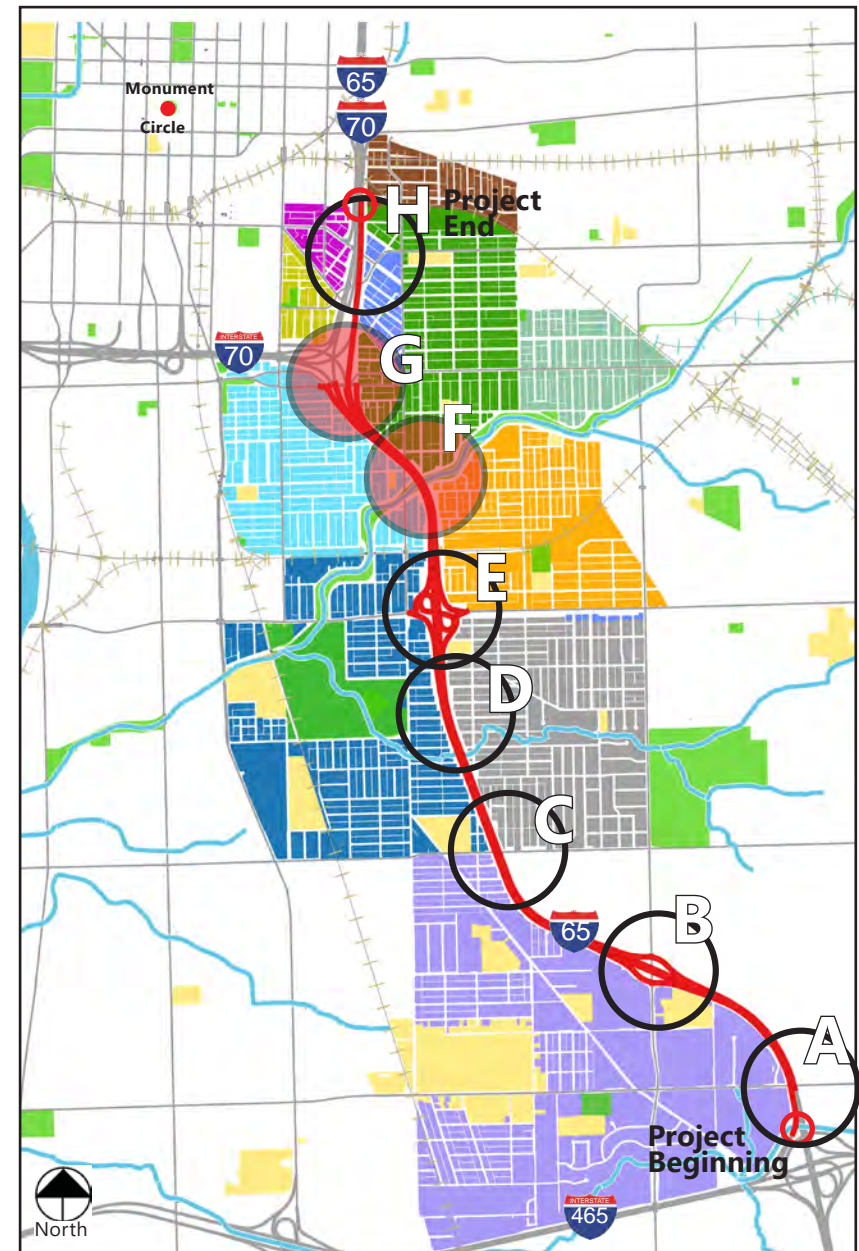 65
Monument
Circle
70
H
Project
End
INTERSTATE
70
G
F
E
D
C
B
65
A
Project
Beginning
North
INTERSTATE
465